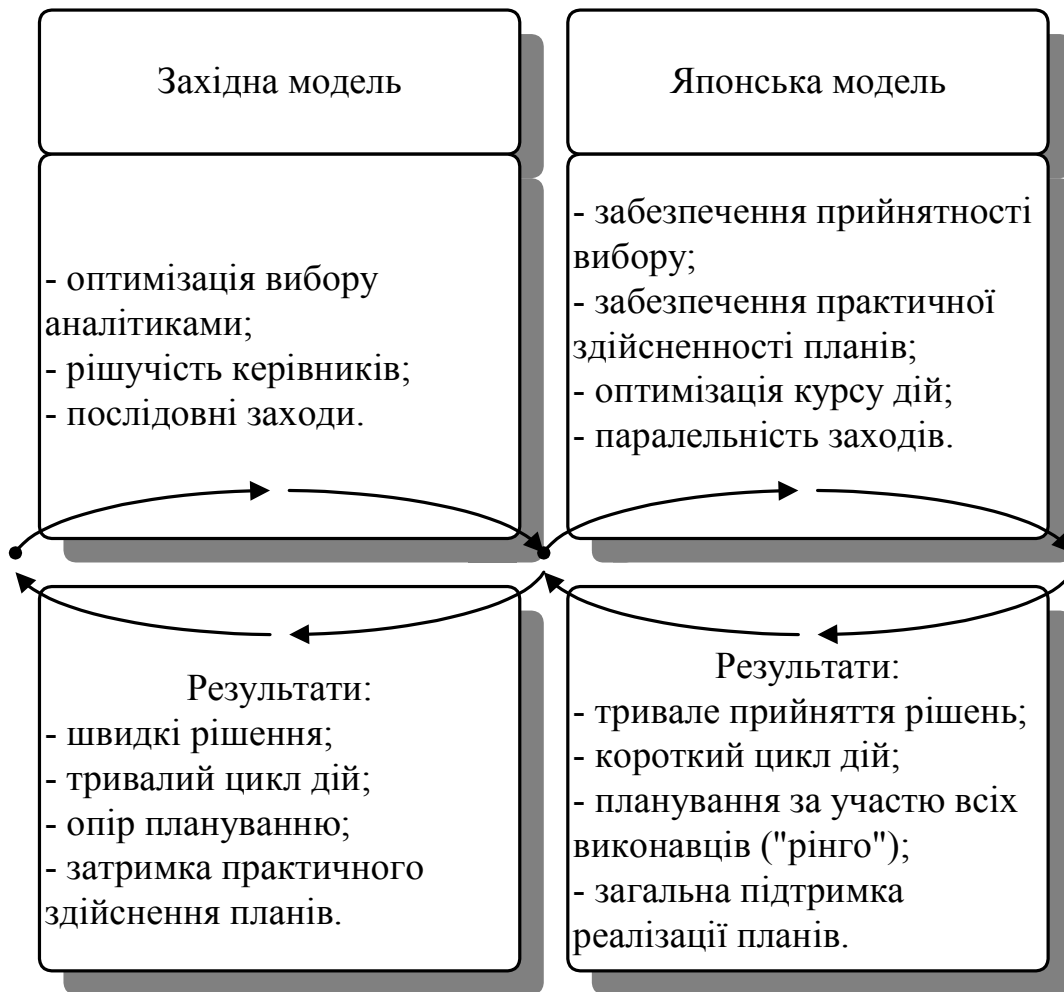 Західна модель
Японська модель
- оптимізація вибору
аналітиками;
- рішучість керівників;
- послідовні заходи.
- забезпечення прийнятності
вибору;
- забезпечення практичної
здійсненності планів;
- оптимізація курсу дій;
- паралельність заходів.
Результати:
- швидкі рішення;
- тривалий цикл дій;
- опір плануванню;
- затримка практичного
здійснення планів.
Результати:
- тривале прийняття рішень;
- короткий цикл дій;
- планування за участю всіх
виконавців ("рінго");
- загальна підтримка
реалізації планів.